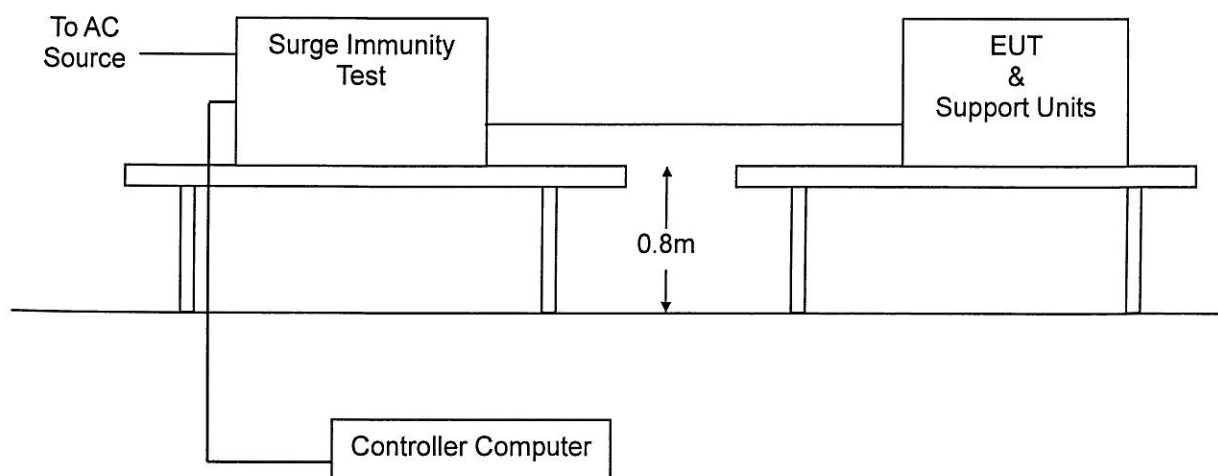 To AC
Source
Surge Immunity
Test
EUT
&
Support Units
0.8m
Controller Computer